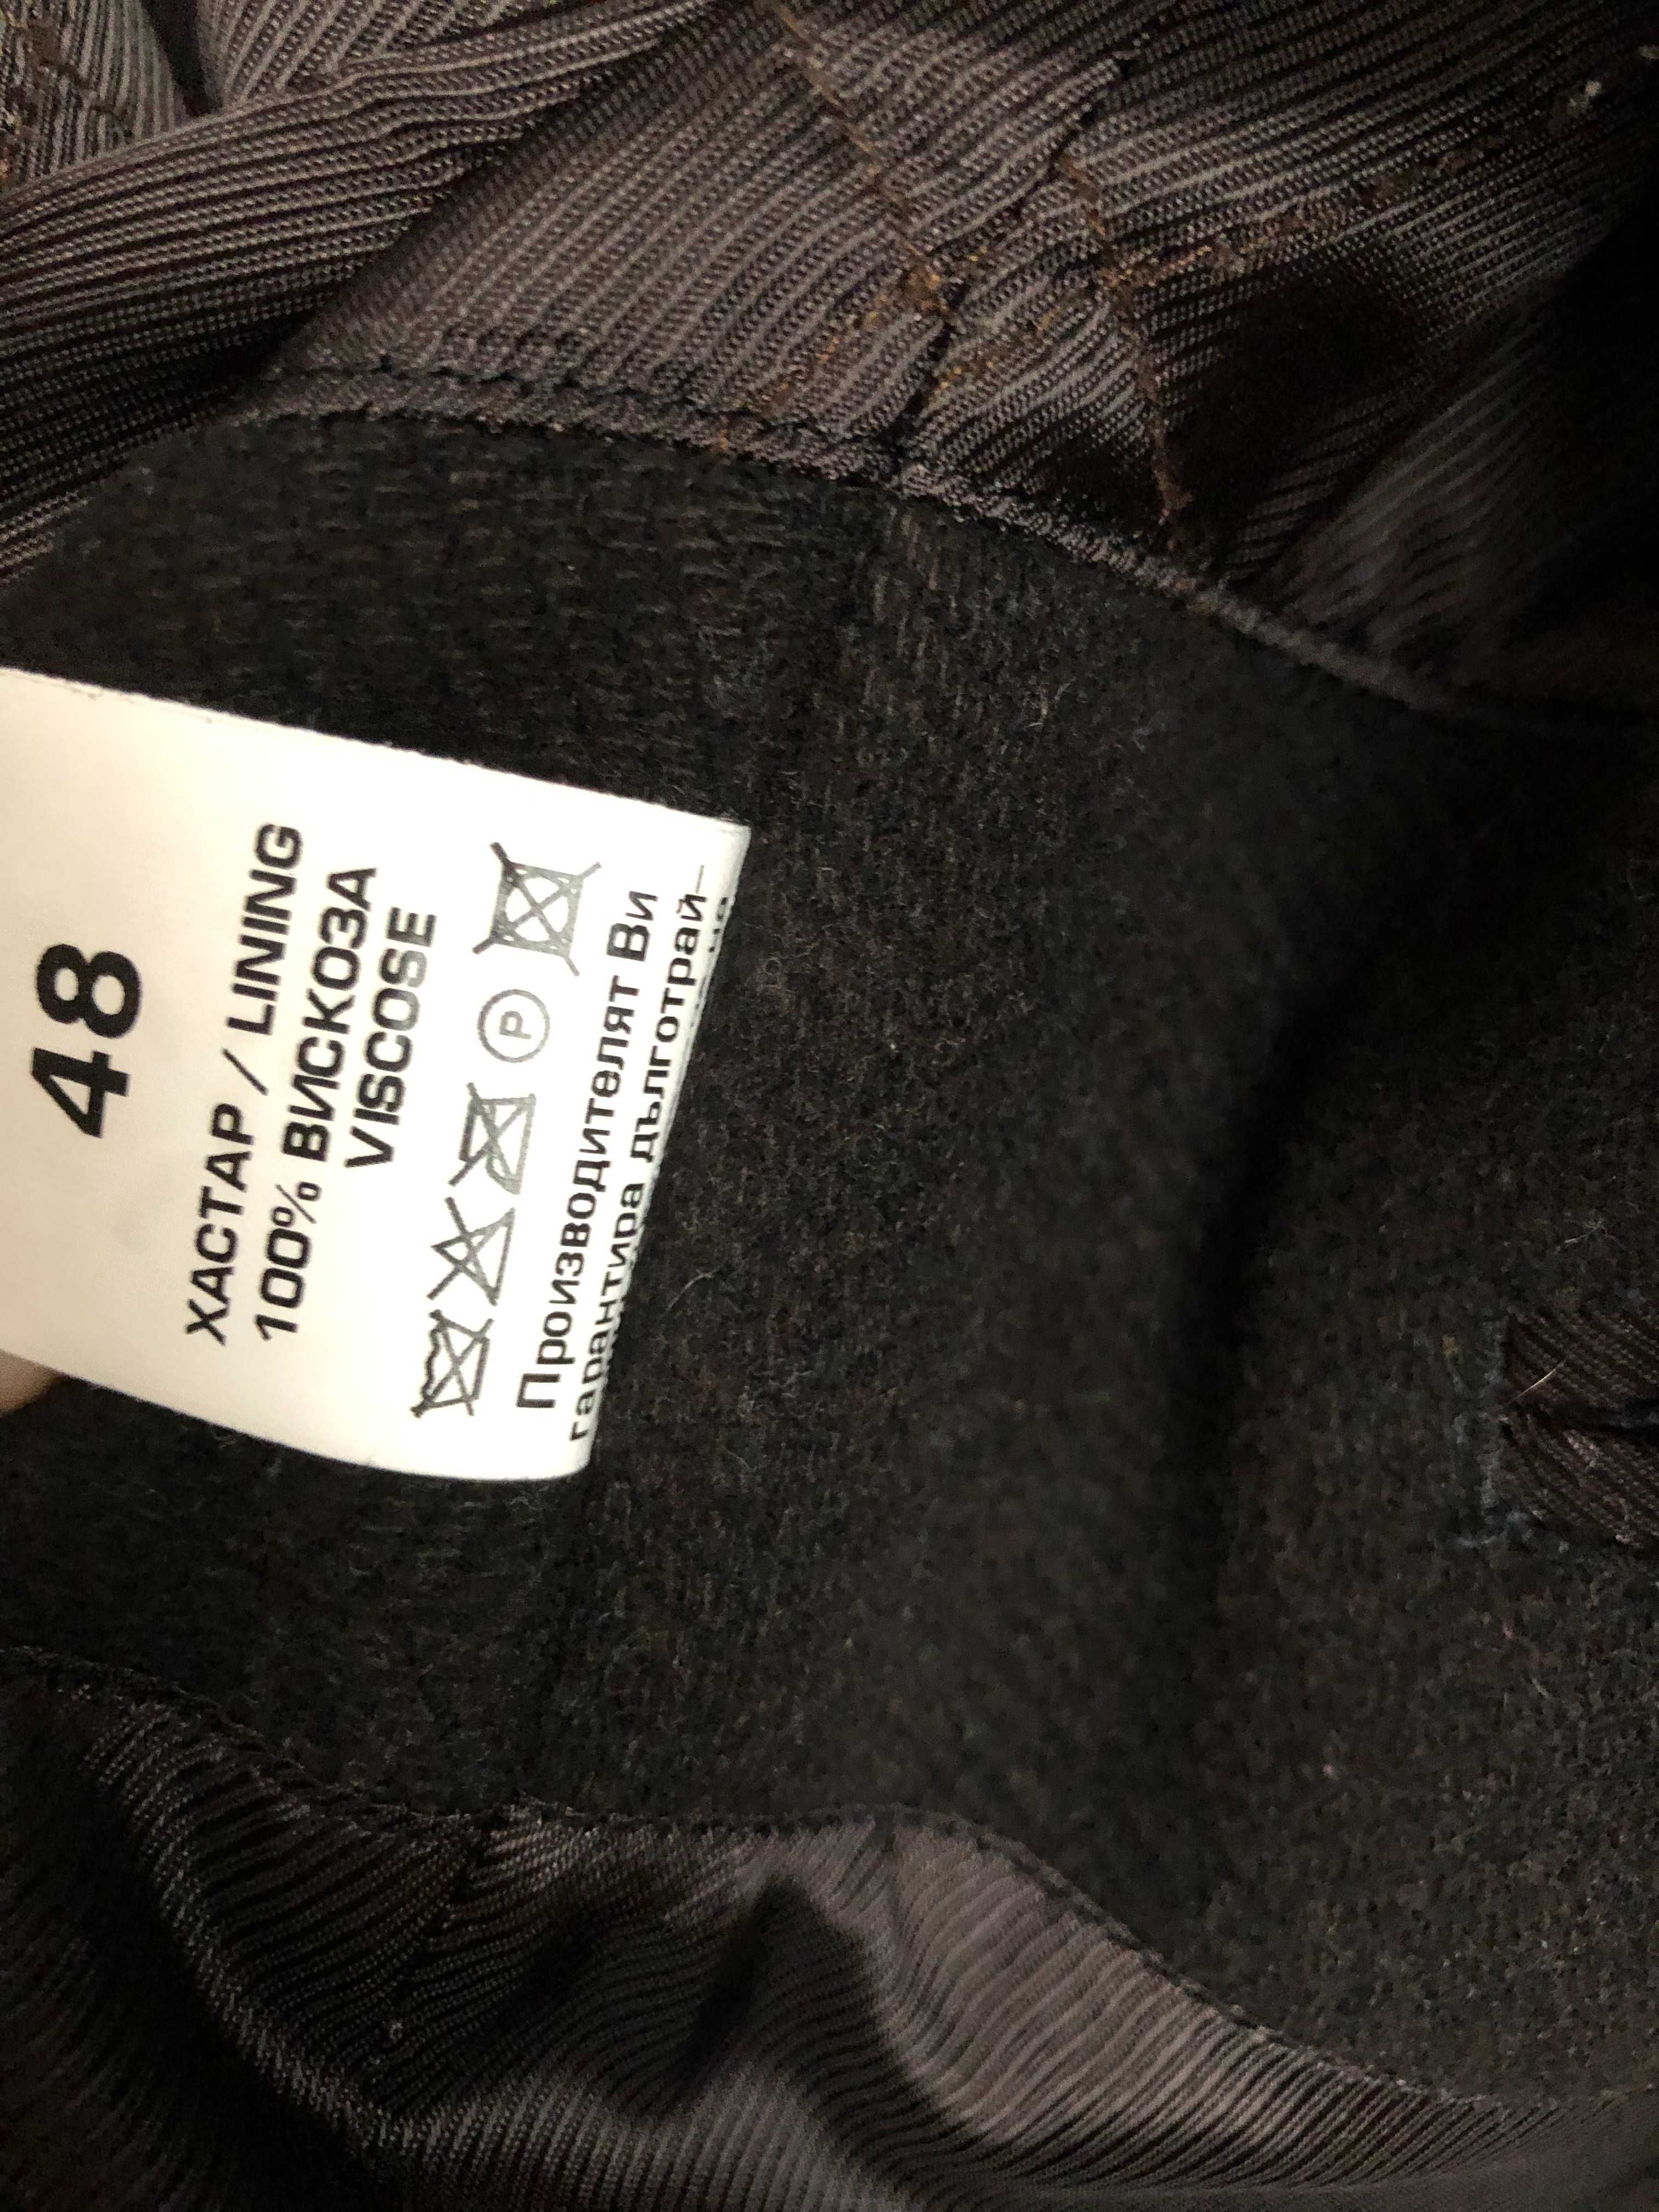 48
ХАСТАР / LINING
100% ВИСКОЗА
VISCOSE
P
Производителят Ви
гарантира дълготрай-